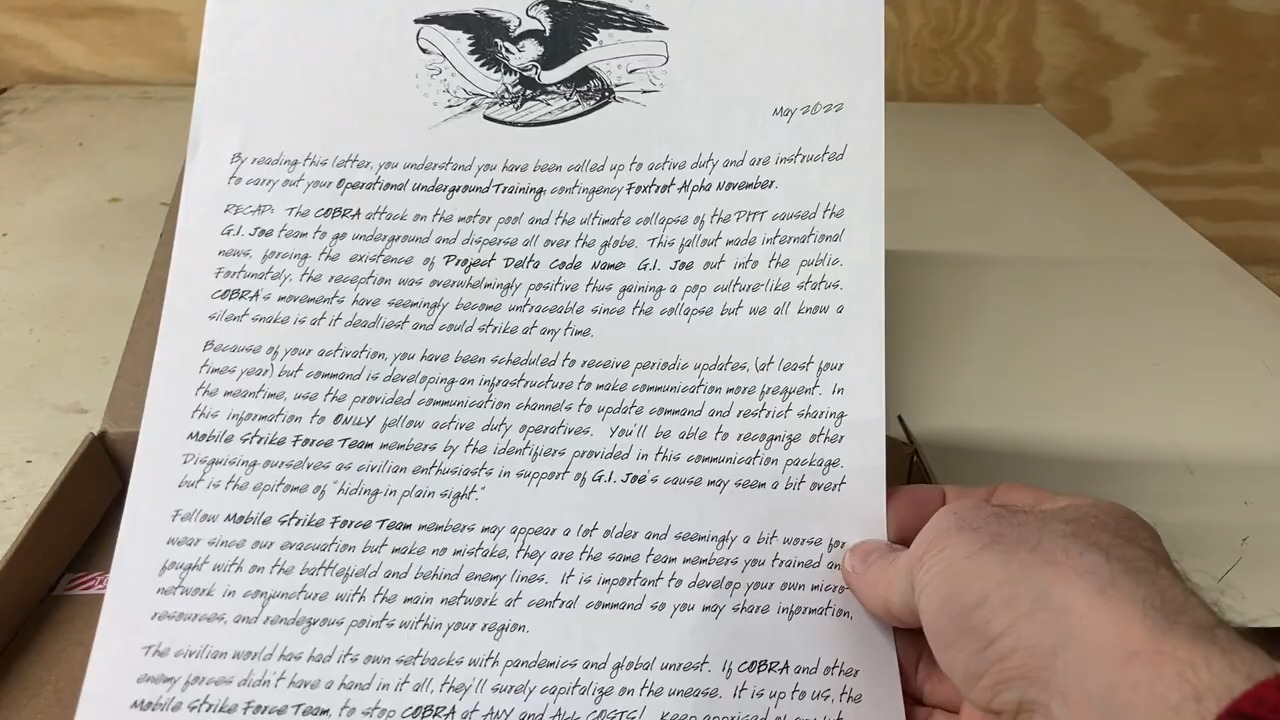 May 2022
By reading this letter, you understand you have been called up to active duty and are instructed
to carry out your Operational Underground Training, contingency Foxtrot Alpha November.
RECAP: The COBRA attack on the motor pool and the ultimate collapse of the PITT caused the
G.I. Joe team to go underground and disperse all over the globe. This fallout made international
news, forcing the existence of Project Delta Code Name: G.I. Joe out into the public.
Fortunately, the reception was overwhelmingly positive thus gaining a pop culture-like status.
COBRA's movements have seemingly become untraceable since the collapse but we all know a
silent snake is at it deadliest and could strike at any time.
Because of your activation, you have been scheduled to receive periodic updates, (at least four
times year) but command is developing an infrastructure to make communication more frequent. In
the meantime, use the provided communication channels to update command and restrict sharing
this information to ONLY fellow active duty operatives. You'll be able to recognize other
Mobile Strike Force Team members by the identifiers provided in this communication package.
Disguising ourselves as civilian enthusiasts in support of G.I. Joe's cause may seem a bit overt
but is the epitome of "hiding in plain sight."
Fellow Mobile Strike Force Team members may appear a lot older and seemingly a bit worse for
wear since our evacuation but make no mistake, they are the same team members you trained an
fought with on the battlefield and behind enemy lines. It is important to develop your own micro-
network in conjunction with the main network at central command so you may share information,
resources, and rendezvous points within your region.
The civilian world has had its own setbacks with pandemics and global unrest. If COBRA and other
enemy forces didn't have a hand in it all, they'll surely capitalize on the unease. It is up to us, the
Mobile Strike Force Team, to stop COBRA at ANY and ALL COSTS! Keep apprised of